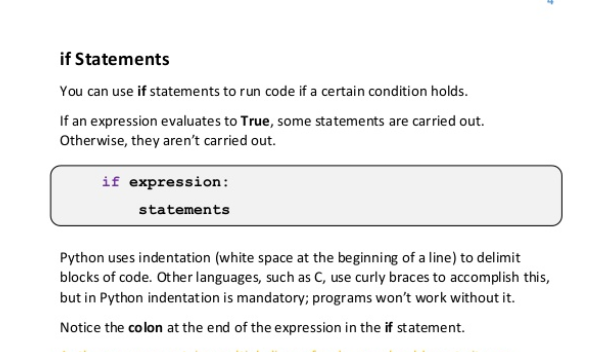 if Statements
You can use if statements to run code if a certain condition holds.
If an expression evaluates to True, some statements are carried out.
Otherwise, they aren't carried out.
if expression:
statements
Python uses indentation (white space at the beginning of a line) to delimit
blocks of code. Other languages, such as C, use curly braces to accomplish this,
but in Python indentation is mandatory; programs won't work without it.
Notice the colon at the end of the expression in the if statement.